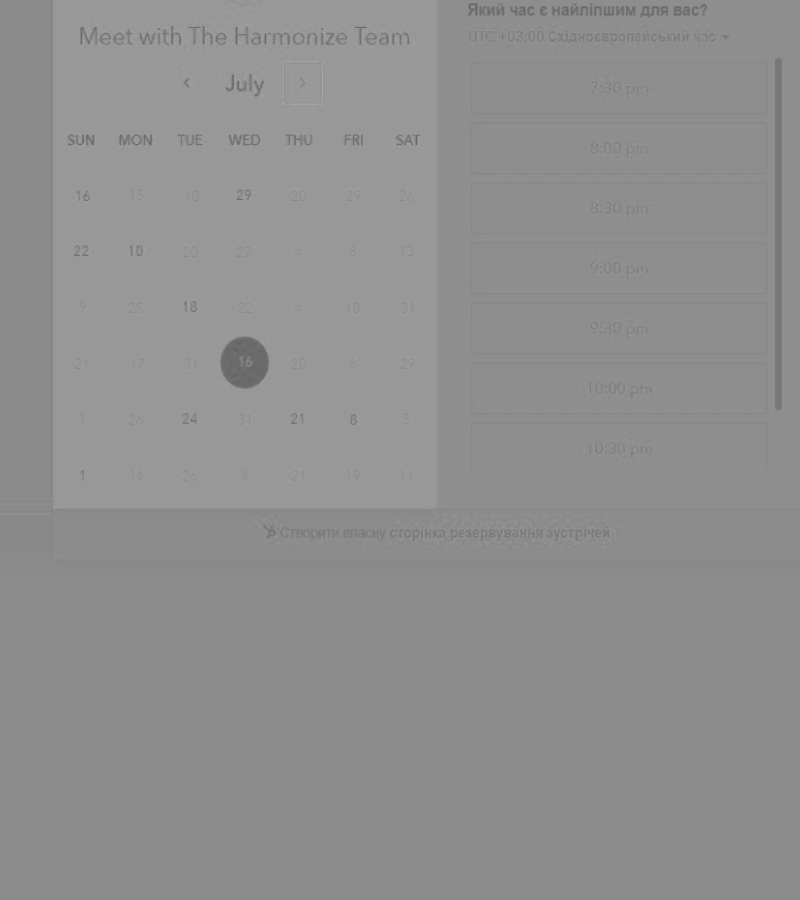 Meet with The Harmonize Team
July
SUN MON TUE WED THU FRI SAT
16 15 10 29 20 29 26
22 10 20 27 4 8 13
9 25 18 22 4 18 31
21 17 31 16 20 6 29
1 26 24 31 21 8 5
1 16 26 8 21 19 11
Який час є найліпшим для вас?
UTC +03:00 Східноєвропейський час
7:30 pm
8:00 pm
8:30 pm
9:00 pm
9:30 pm
10:00 pm
10:30 pm
Створити власну сторінка резервування зустрічей